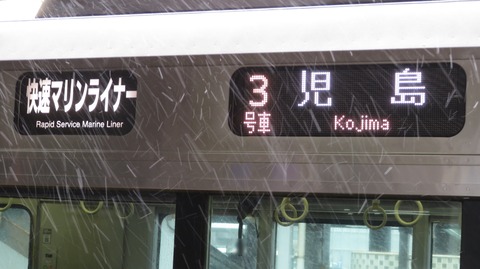 快速マリンライナー
Rapid Service Marine Liner
3 児島
号車 Kojima